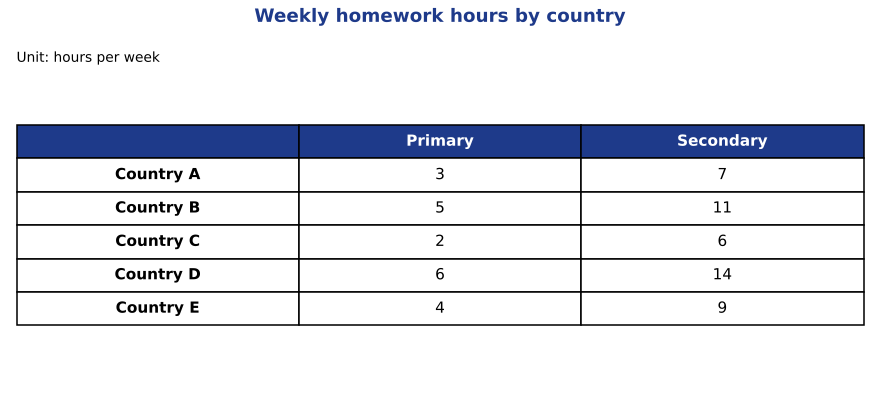 Weekly homework hours by country
Unit: hours per week
Primary Secondary
Country A 3 7
Country B 5 11
Country C 2 6
Country D 6 14
Country E 4 9